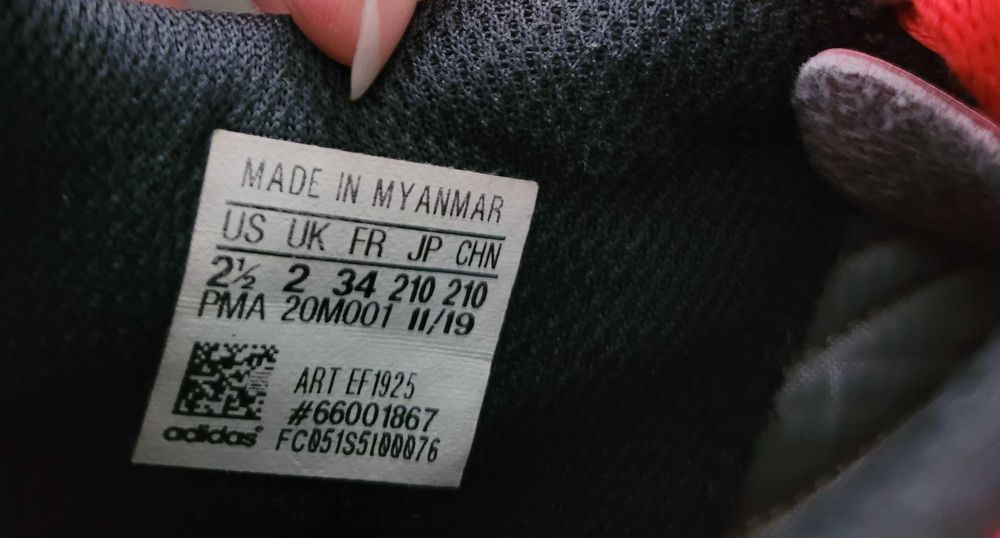 MADE IN MYANMAR
US UK FR JP CHN
2½ 2 34 210 210
PMA 20M001 11/19
ART EF1925
#66001867
adidas®
FC051S5I00076